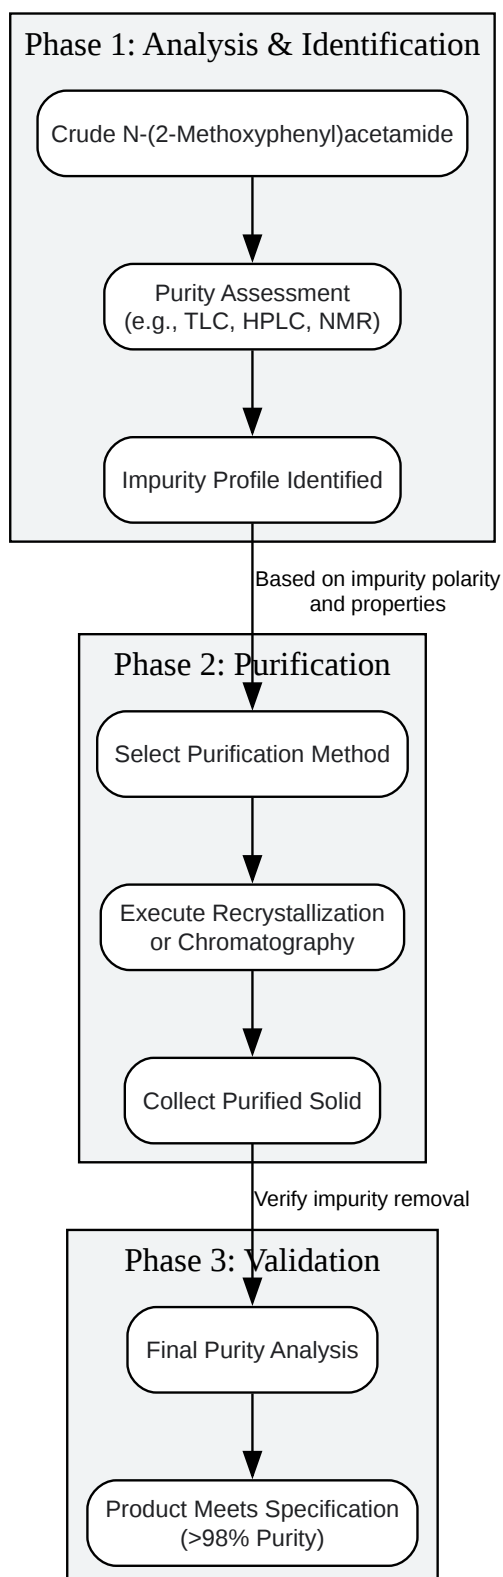 Phase 1: Analysis & Identification
Crude N-(2-Methoxyphenyl)acetamide
Purity Assessment
(e.g., TLC, HPLC, NMR)
Impurity Profile Identified
Based on impurity polarity
and properties
Phase 2: Purification
Select Purification Method
Execute Recrystallization
or Chromatography
Collect Purified Solid
Verify impurity removal
Phase 3: Validation
Final Purity Analysis
Product Meets Specification
(>98% Purity)